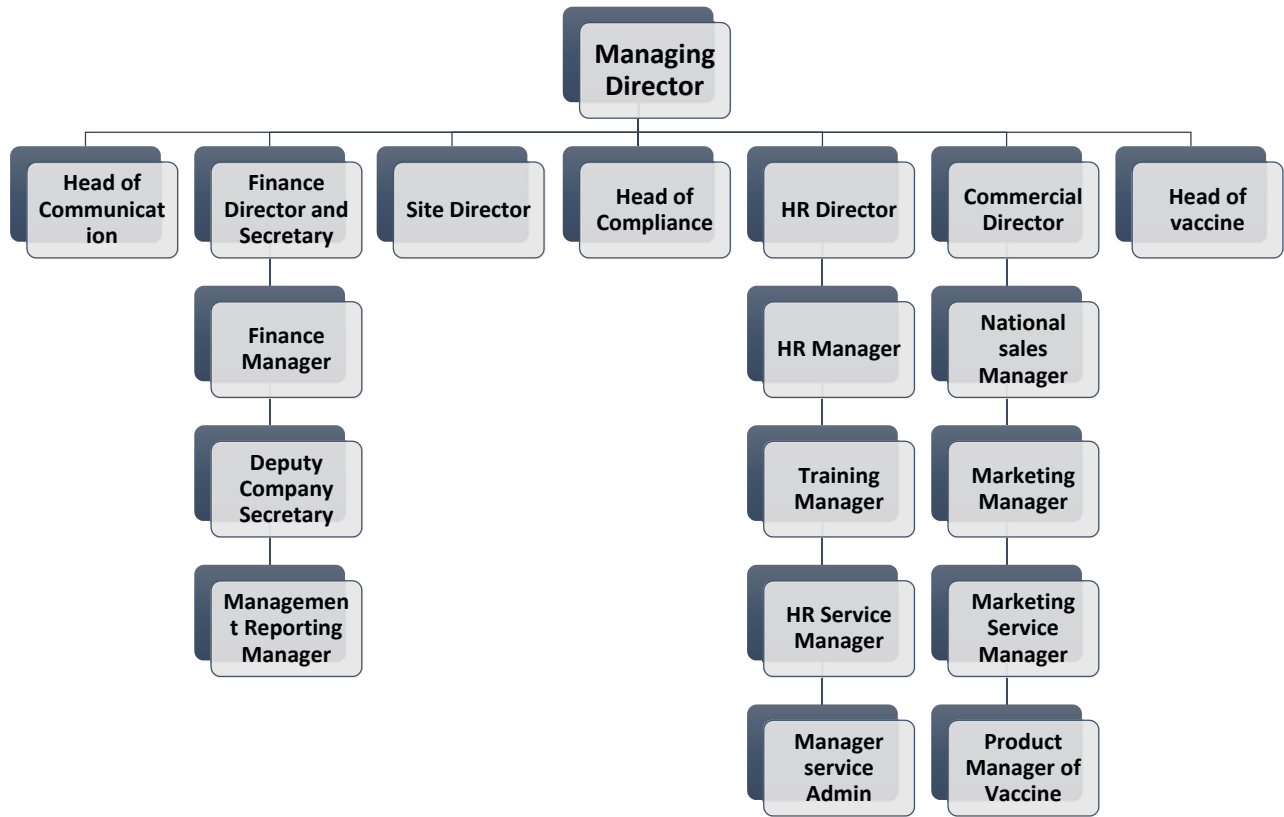 Managing
Director
Head of
Communicat
ion
Finance
Director and
Secretary
Site Director
Head of
Compliance
HR Director
Commercial
Director
Head of
vaccine
Finance
Manager
HR Manager
National
sales
Manager
Deputy
Company
Secretary
Training
Manager
Marketing
Manager
Managemen
t Reporting
Manager
HR Service
Manager
Marketing
Service
Manager
Manager
service
Admin
Product
Manager of
Vaccine